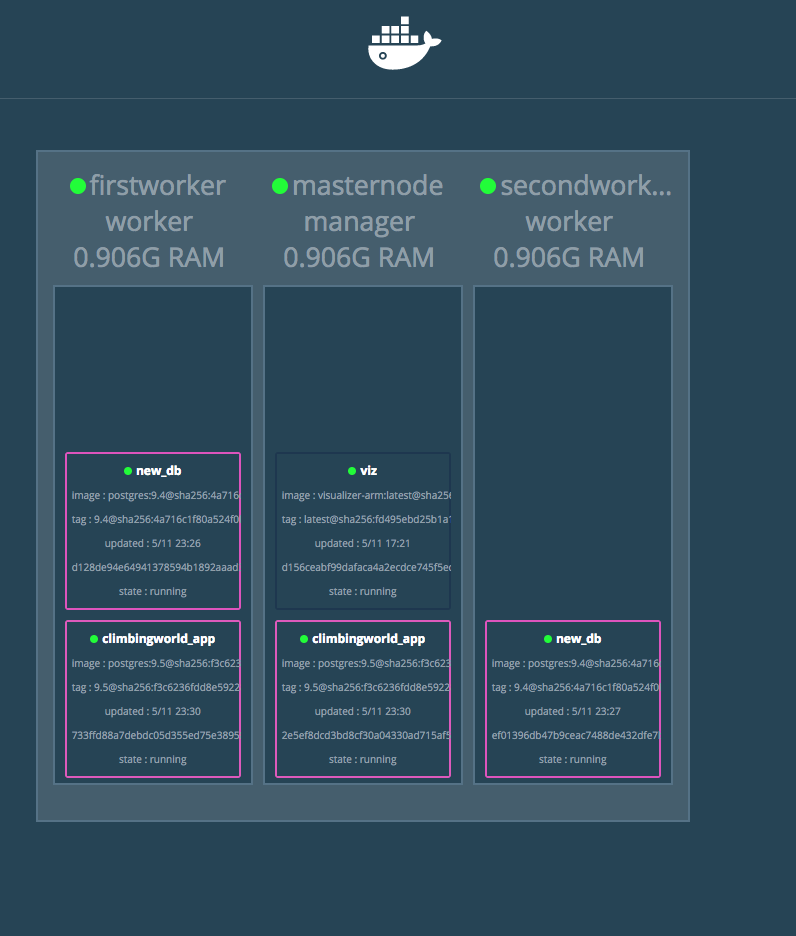 firstworker
worker
0.906G RAM
new_db
image : postgres:9.4@sha256:4a716
tag : 9.4@sha256:4a716c1f80a524f0
updated : 5/11 23:26
d128de94e64941378594b1892aaad
state : running
climbingworld_app
image : postgres:9.5@sha256:f3c623
tag : 9.5@sha256:f3c6236fdd8e5922
updated : 5/11 23:30
733ffd88a7debdc05d355ed75e3895
state : running
masternode
manager
0.906G RAM
viz
image : visualizer-arm:latest@sha256
tag : latest@sha256:fd495ebd25b1a
updated : 5/11 17:21
d156ceabf99dafaca4a2ecdce745f5ec
state : running
climbingworld_app
image : postgres:9.5@sha256:f3c623
tag : 9.5@sha256:f3c6236fdd8e5922
updated : 5/11 23:30
2e5ef8dcd3bd8cf30a04330ad715af5
state : running
secondwork...
worker
0.906G RAM
new_db
image : postgres:9.4@sha256:4a716
tag : 9.4@sha256:4a716c1f80a524f0
updated : 5/11 23:27
ef01396db47b9ceac7488de432dfe7
state : running